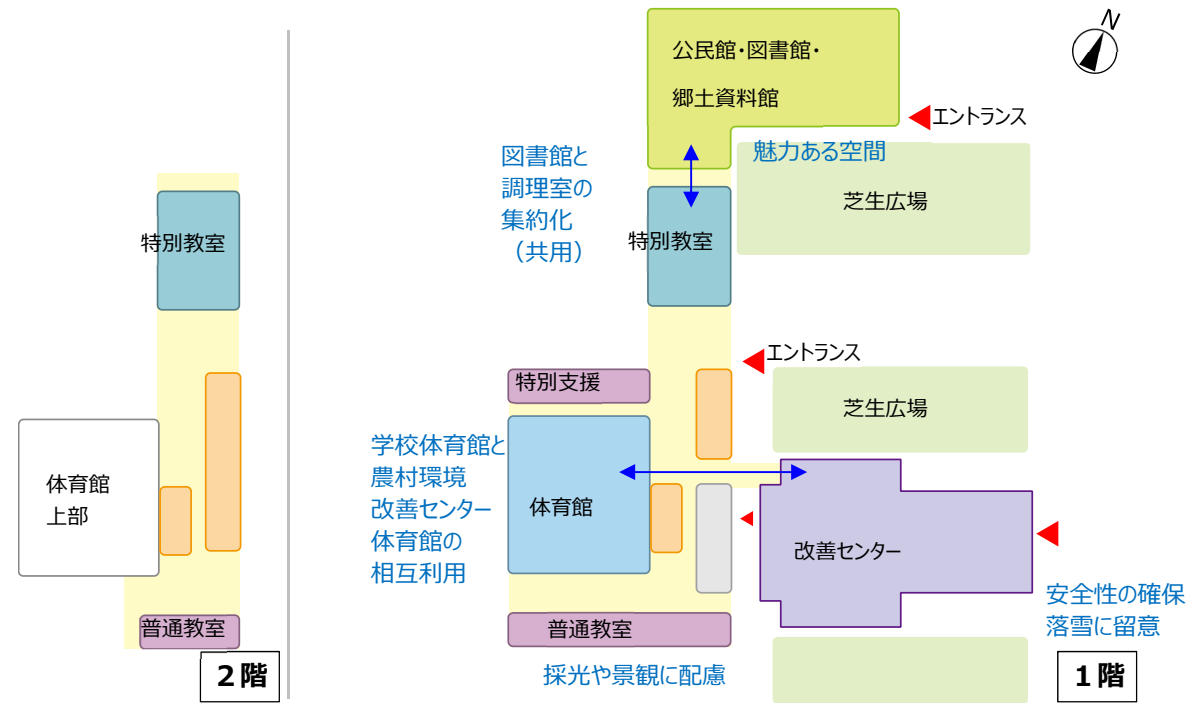 特別教室
体育館
上部
普通教室
2階
N
公民館・図書館・
郷土資料館
エントランス
魅力ある空間
図書館と
調理室の
集約化
（共用）
芝生広場
特別教室
エントランス
特別支援
芝生広場
学校体育館と
農村環境
改善センター
体育館の
相互利用
体育館
改善センター
安全性の確保
落雪に留意
普通教室
採光や景観に配慮
1階